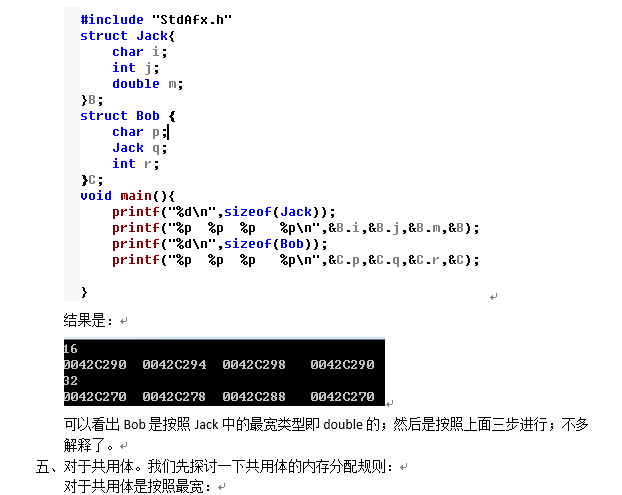 #include "StdAfx.h"
struct Jack{
    char i;
    int j;
    double m;
}B;
struct Bob {
    char p;
    Jack q;
    int r;
}C;
void main(){
    printf("%d\n",sizeof(Jack));
    printf("%p  %p  %p   %p\n",&B.i,&B.j,&B.m,&B);
    printf("%d\n",sizeof(Bob));
    printf("%p  %p  %p   %p\n",&C.p,&C.q,&C.r,&C);
}
结果是：
16
0042C290  0042C294  0042C298   0042C290
32
0042C270  0042C278  0042C288   0042C270
可以看出 Bob 是按照 Jack 中的最宽类型即 double 的；然后是按照上面三步进行；不多
解释了。
五、对于共用体。我们先探讨一下共用体的内存分配规则：
对于共用体是按照最宽：